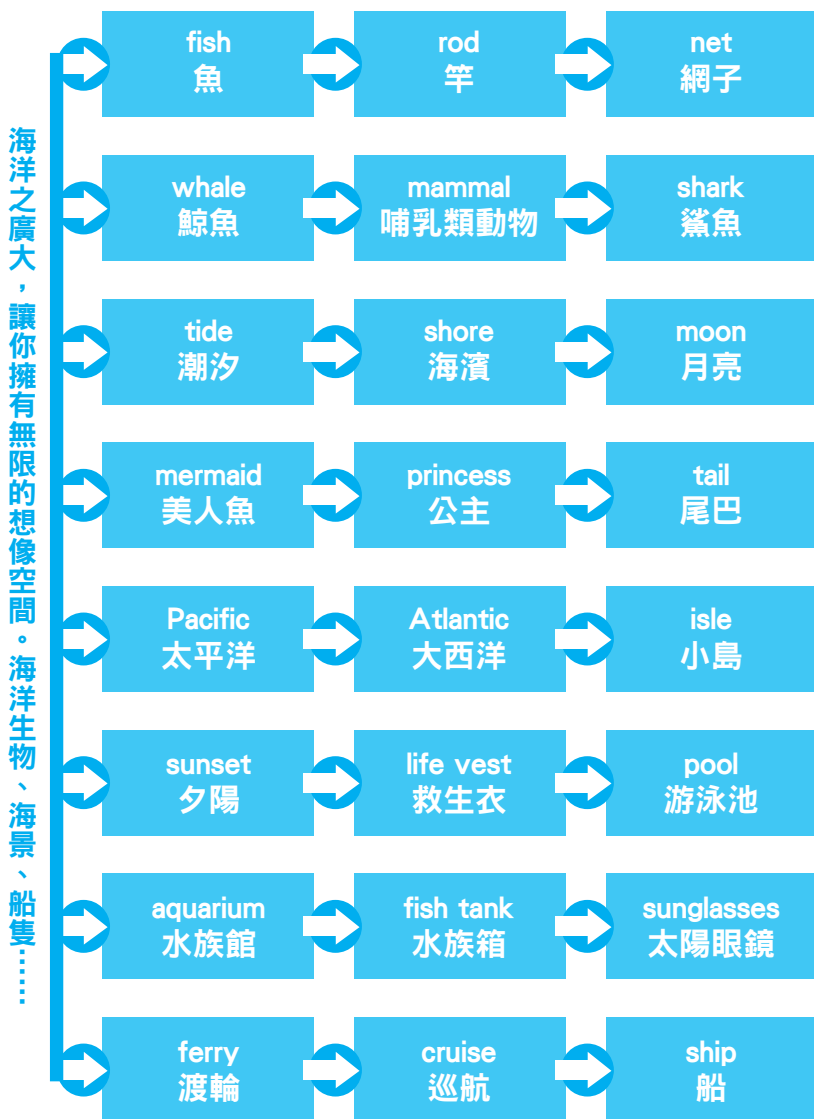 海洋之廣大，讓你擁有無限的想像空間。海洋生物、海景、船隻……
fish
魚
rod
竿
net
網子
whale
鯨魚
mammal
哺乳類動物
shark
鯊魚
tide
潮汐
shore
海濱
moon
月亮
mermaid
美人魚
princess
公主
tail
尾巴
Pacific
太平洋
Atlantic
大西洋
isle
小島
sunset
夕陽
life vest
救生衣
pool
游泳池
aquarium
水族館
fish tank
水族箱
sunglasses
太陽眼鏡
ferry
渡輪
cruise
巡航
ship
船